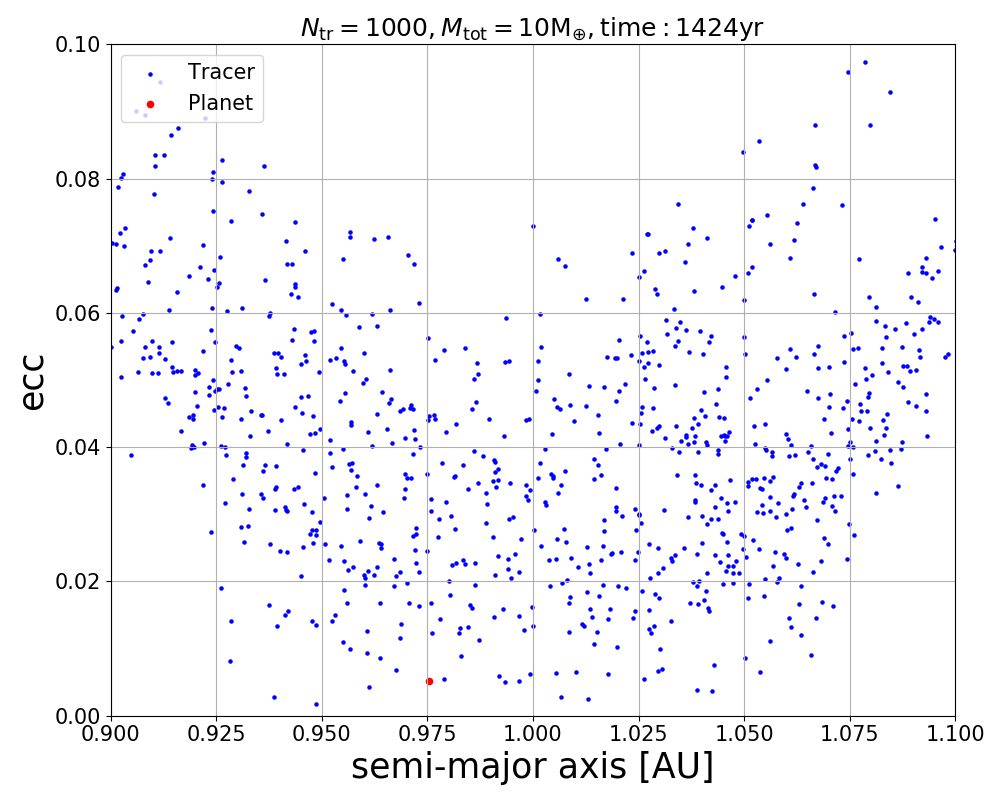 N_tr = 1000, M_tot = 10M_⊕, time : 1424yr
0.10
0.08
0.06
0.04
0.02
0.00
ecc
Tracer
Planet
0.900 0.925 0.950 0.975 1.000 1.025 1.050 1.075 1.100
semi-major axis [AU]